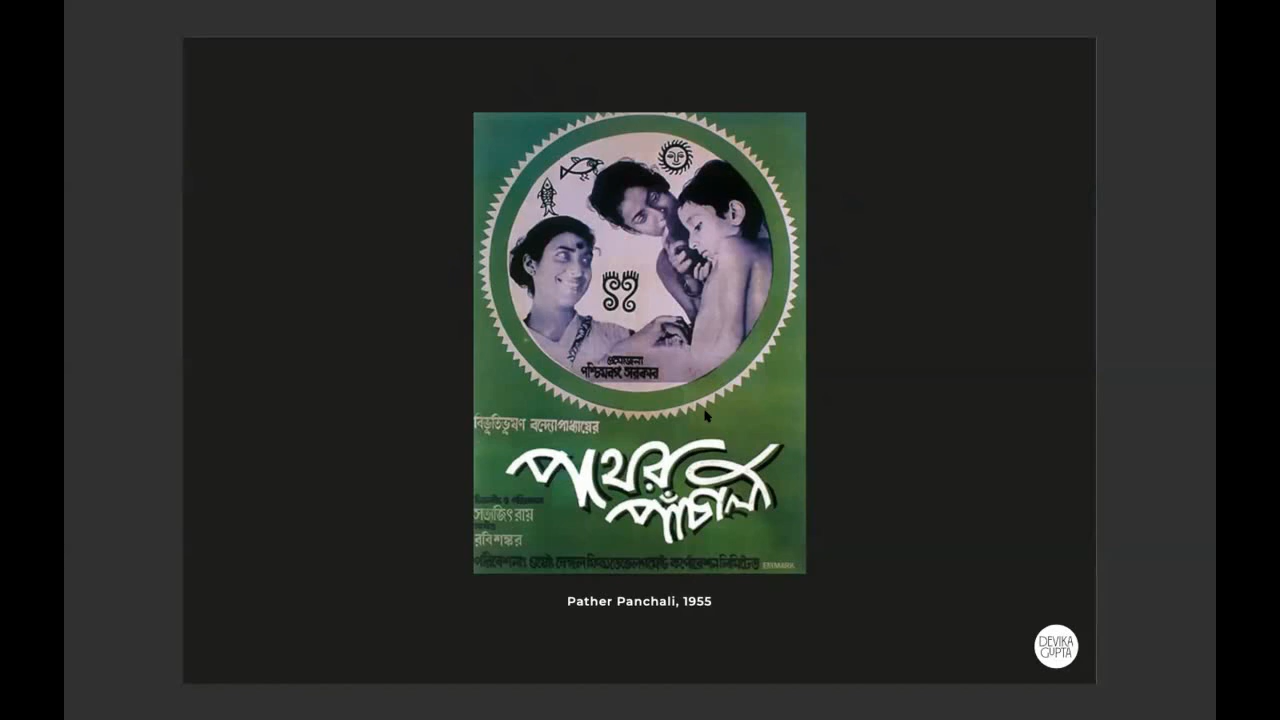 প্রযোজনা
পশ্চিমবঙ্গ সরকার
বিভূতিভূষণ বন্দ্যোপাধ্যায়ের
পথের
পাঁচালী
সত্যজিৎ রায়
রবিশঙ্কর
Pather Panchali, 1955
DEVIKA
GUPTA